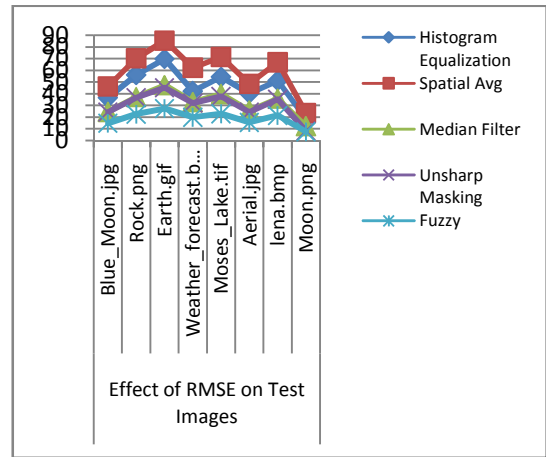 90
80
70
60
50
40
30
20
10
0
Blue_Moon.jpg
Rock.png
Earth.gif
Weather_forecast.b...
Moses_Lake.tif
Aerial.jpg
lena.bmp
Moon.png
Effect of RMSE on Test
Images
Histogram
Equalization
Spatial Avg
Median Filter
Unsharp
Masking
Fuzzy